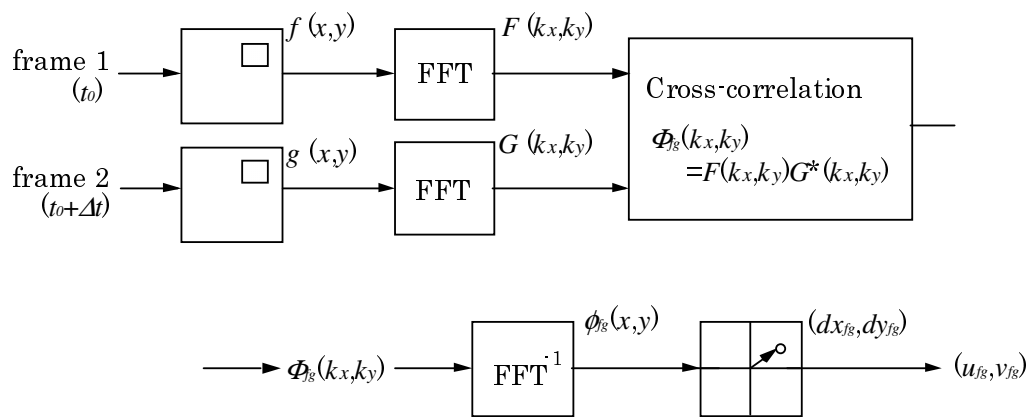 frame 1
(t₀)
f (x,y)
FFT
F (kx,ky)
Cross-correlation
Φfg(kx,ky)
=F(kx,ky)G*(kx,ky)
frame 2
(t₀+Δt)
g (x,y)
FFT
G (kx,ky)
Φfg(kx,ky)
FFT⁻¹
ϕfg(x,y)
(dxfg,dyfg)
(ufg,vfg)